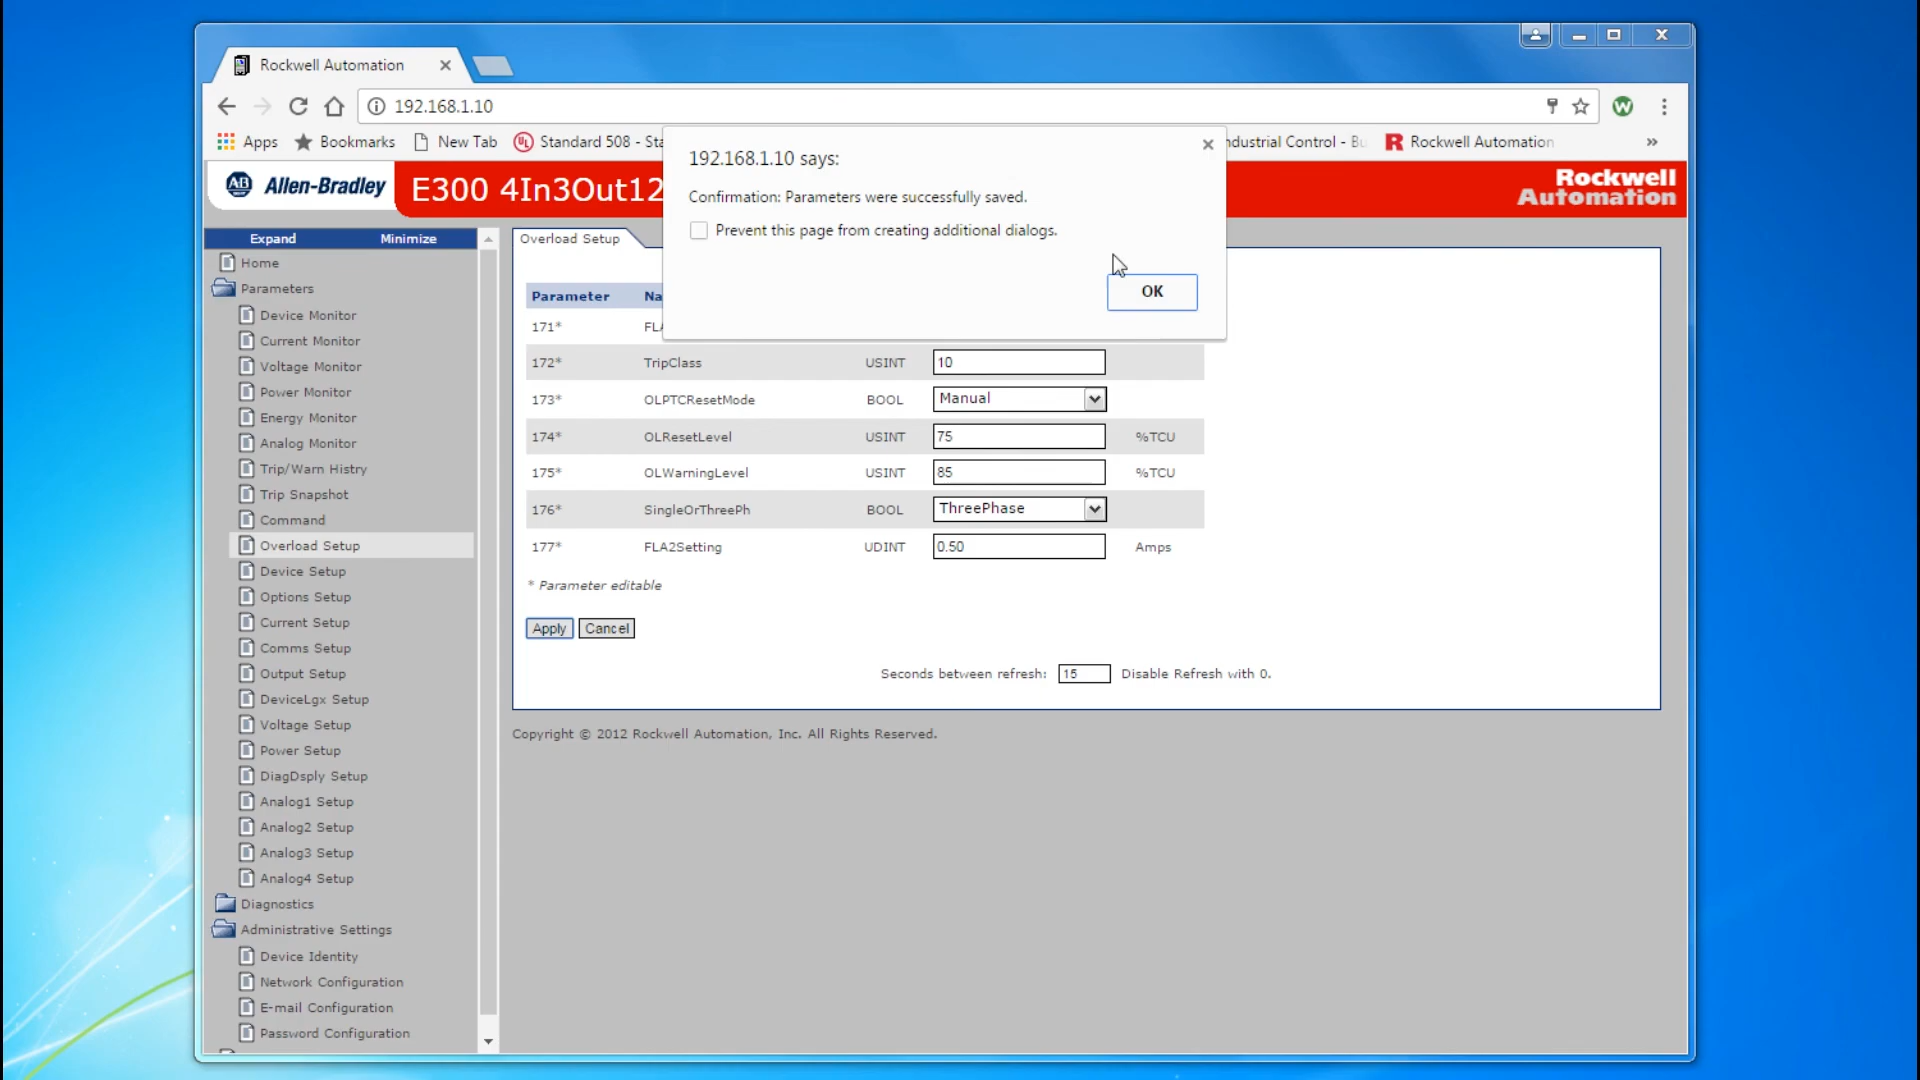 Rockwell Automation
192.168.1.10
W
Apps
Bookmarks
New Tab
UL
Standard 508 - Sta
ndustrial Control - Bu
R
Rockwell Automation
»
192.168.1.10 says:
Confirmation: Parameters were successfully saved.
Prevent this page from creating additional dialogs.
OK
AB
Allen-Bradley
E300 4In3Out12
Rockwell
Automation
Expand
Minimize
Home
Parameters
Device Monitor
Current Monitor
Voltage Monitor
Power Monitor
Energy Monitor
Analog Monitor
Trip/Warn Histry
Trip Snapshot
Command
Overload Setup
Device Setup
Options Setup
Current Setup
Comms Setup
Output Setup
DeviceLgx Setup
Voltage Setup
Power Setup
DiagDsply Setup
Analog1 Setup
Analog2 Setup
Analog3 Setup
Analog4 Setup
Diagnostics
Administrative Settings
Device Identity
Network Configuration
E-mail Configuration
Password Configuration
Overload Setup
Parameter Na
171* FLA
172* TripClass USINT 10
173* OLPTCResetMode BOOL Manual
174* OLResetLevel USINT 75 %TCU
175* OLWarningLevel USINT 85 %TCU
176* SingleOrThreePh BOOL ThreePhase
177* FLA2Setting UDINT 0.50 Amps
* Parameter editable
Apply Cancel
Seconds between refresh: 15 Disable Refresh with 0.
Copyright © 2012 Rockwell Automation, Inc. All Rights Reserved.